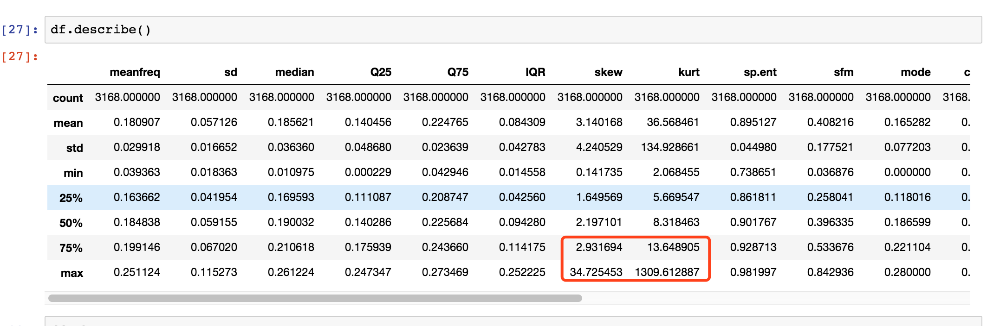 [27]: df.describe()
[27]:
meanfreq sd median Q25 Q75 IQR skew kurt sp.ent sfm mode c
count 3168.000000 3168.000000 3168.000000 3168.000000 3168.000000 3168.000000 3168.000000 3168.000000 3168.000000 3168.000000 3168.000000 3168.
mean 0.180907 0.057126 0.185621 0.140456 0.224765 0.084309 3.140168 36.568461 0.895127 0.408216 0.165282 0.
std 0.029918 0.016652 0.036360 0.048680 0.023639 0.042783 4.240529 134.928661 0.044980 0.177521 0.077203 0.
min 0.039363 0.018363 0.010975 0.000229 0.042946 0.014558 0.141735 2.068455 0.738651 0.036876 0.000000 0.
25% 0.163662 0.041954 0.169593 0.111087 0.208747 0.042560 1.649569 5.669547 0.861811 0.258041 0.118016 0.
50% 0.184838 0.059155 0.190032 0.140286 0.225684 0.094280 2.197101 8.318463 0.901767 0.396335 0.186599 0.
75% 0.199146 0.067020 0.210618 0.175939 0.243660 0.114175 2.931694 13.648905 0.928713 0.533676 0.221104 0.
max 0.251124 0.115273 0.261224 0.247347 0.273469 0.252225 34.725453 1309.612887 0.981997 0.842936 0.280000 0.